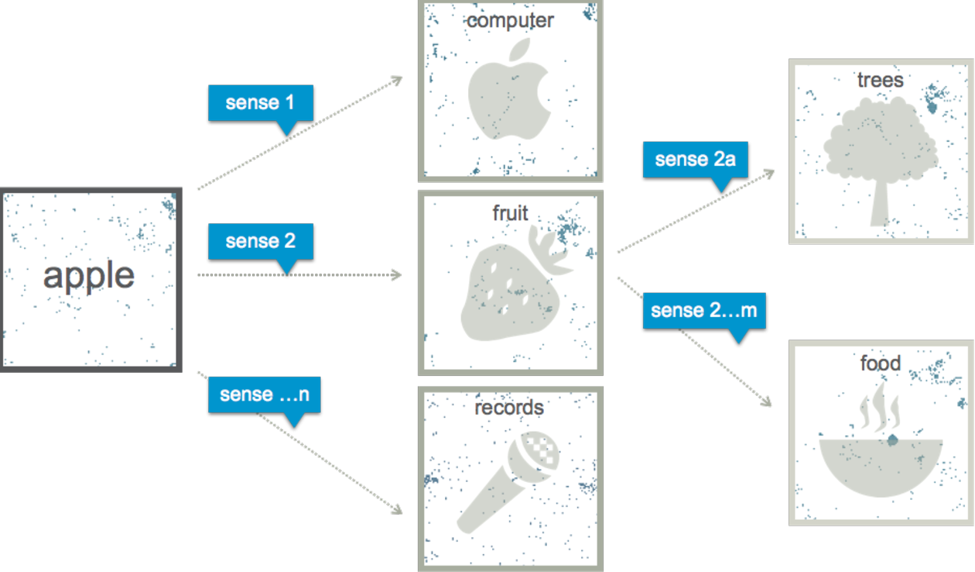 computer
sense 1
trees
sense 2a
apple
sense 2
fruit
sense 2…m
food
sense …n
records